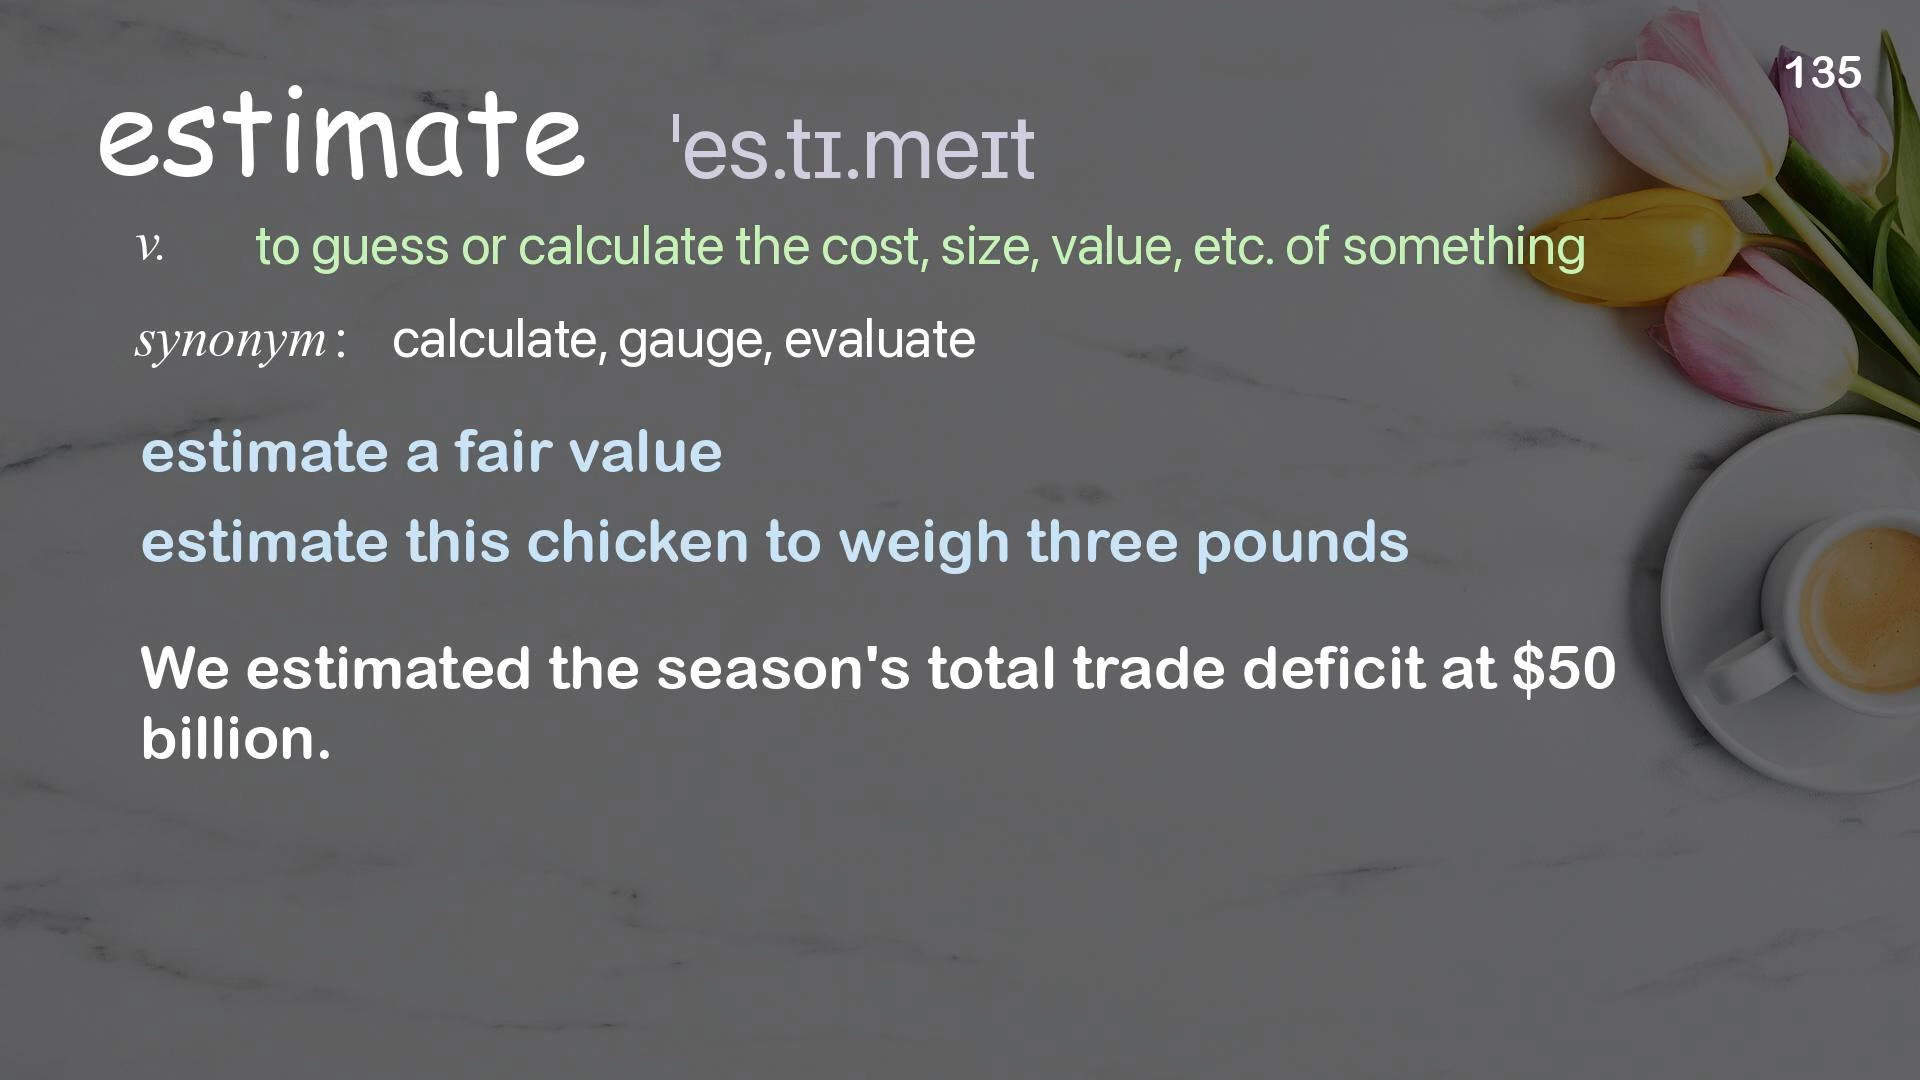 135
estimate ˈes.tɪ.meɪt
v. to guess or calculate the cost, size, value, etc. of something
synonym: calculate, gauge, evaluate
estimate a fair value
estimate this chicken to weigh three pounds
We estimated the season's total trade deficit at $50
billion.